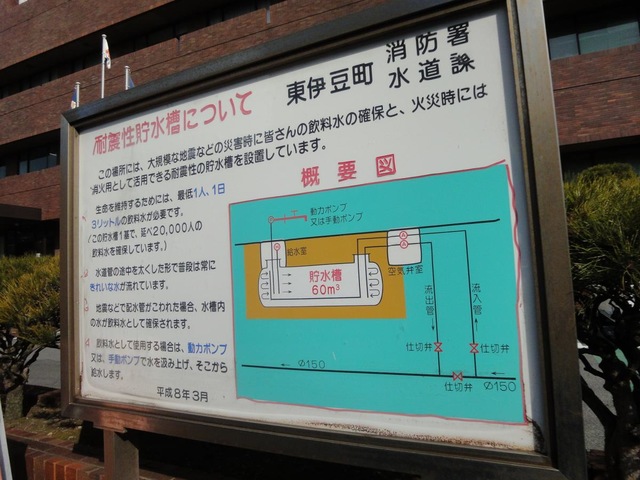 耐震性貯水槽について
東伊豆町 消防署
水道課
この場所には、大規模な地震などの災害時に皆さんの飲料水の確保と、火災時には
消火用として活用できる耐震性の貯水槽を設置しています。
生命を維持するためには、最低1人、1日
3リットルの飲料水が必要です。
(この貯水槽1基で、延べ20,000人の
飲料水を確保しています。)
水道管の途中を太くした形で普段は常に
きれいな水が流れています。
地震などで配水管がこわれた場合、水槽内
の水が飲料水として確保されます。
飲料水として使用する場合は、動力ポンプ
又は、手動ポンプで水を汲み上げ、そこから
給水します。
平成8年3月
概要図
動力ポンプ
又は手動ポンプ
給水室
貯水槽
60m³
空気弁室
流出管
流入管
仕切弁
仕切弁
仕切弁
Ø150
Ø150